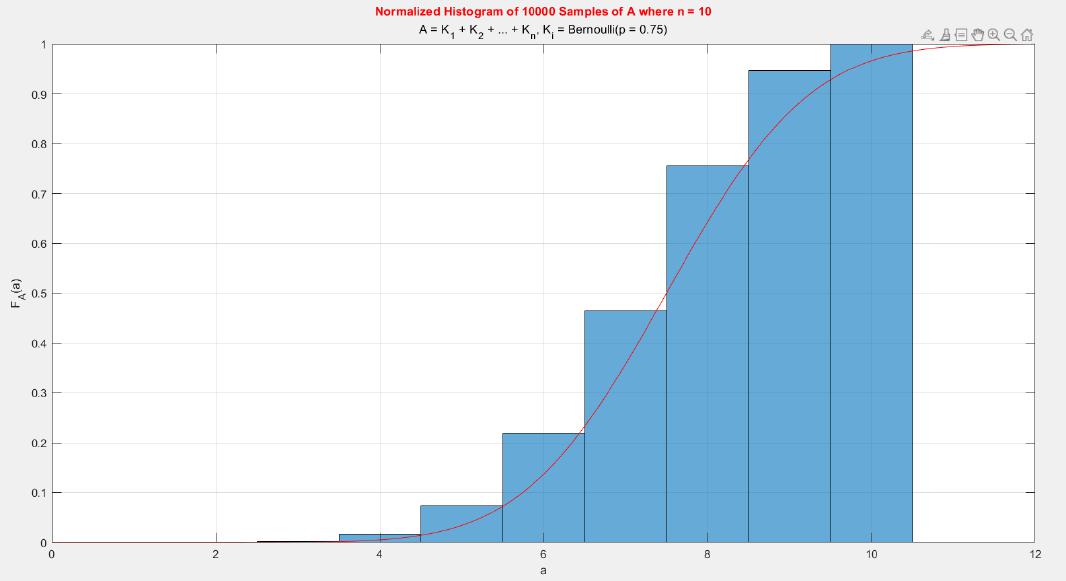 Normalized Histogram of 10000 Samples of A where n = 10
A = K1 + K2 + ... + Kn, Ki = Bernoulli(p = 0.75)
1
0.9
0.8
0.7
0.6
0.5
0.4
0.3
0.2
0.1
0
FA(a)
0 2 4 6 8 10 12
a